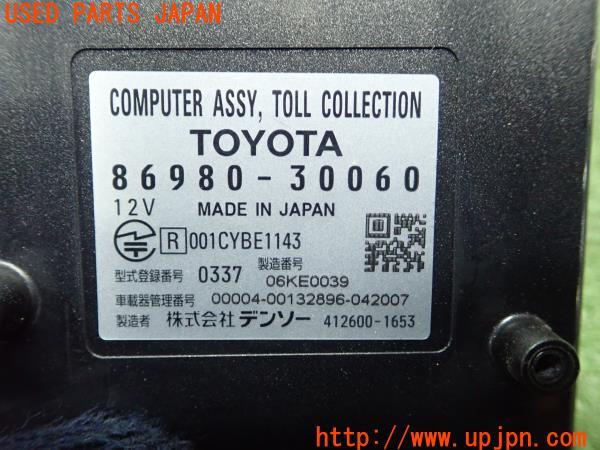 USED PARTS JAPAN
COMPUTER ASSY, TOLL COLLECTION
TOYOTA
86980-30060
12V MADE IN JAPAN
R 001CYBE1143
型式登録番号 0337 製造番号 06KE0039
車載器管理番号 00004-00132896-042007
製造者 株式会社デンソー 412600-1653
UPJ
http://www.upjpn.com